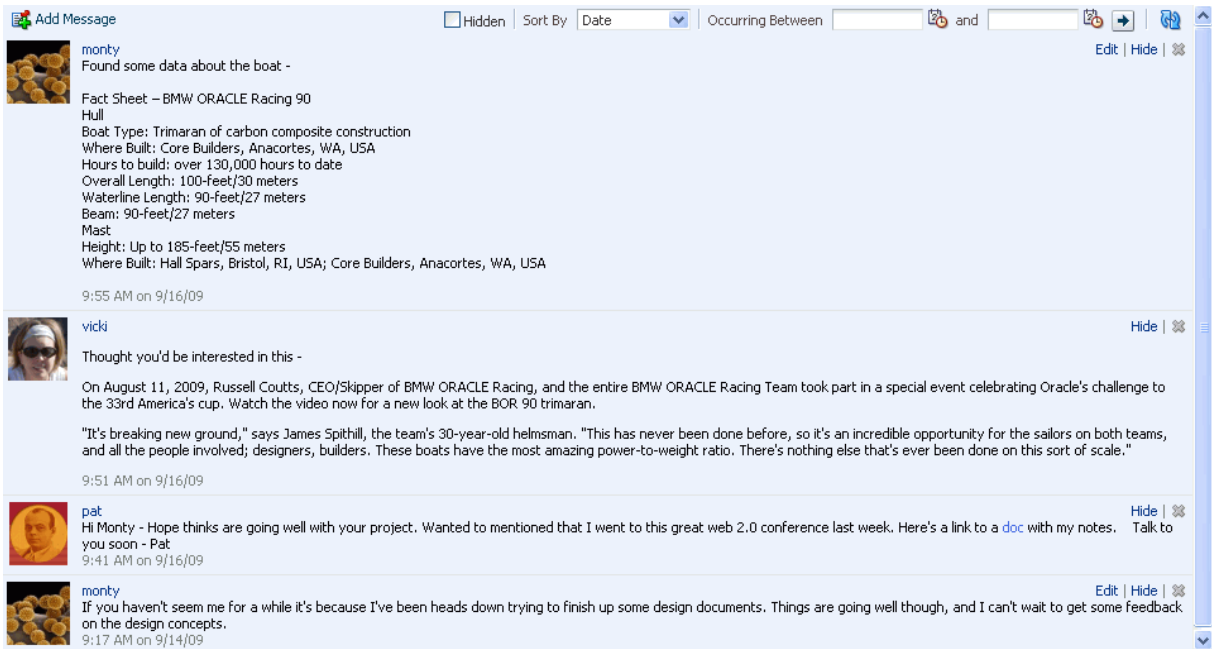 Add Message Hidden Sort By Date Occurring Between and
monty Edit | Hide |
Found some data about the boat -
Fact Sheet – BMW ORACLE Racing 90
Hull
Boat Type: Trimaran of carbon composite construction
Where Built: Core Builders, Anacortes, WA, USA
Hours to build: over 130,000 hours to date
Overall Length: 100-feet/30 meters
Waterline Length: 90-feet/27 meters
Beam: 90-feet/27 meters
Mast
Height: Up to 185-feet/55 meters
Where Built: Hall Spars, Bristol, RI, USA; Core Builders, Anacortes, WA, USA
9:55 AM on 9/16/09
vicki Hide |
Thought you'd be interested in this -
On August 11, 2009, Russell Coutts, CEO/Skipper of BMW ORACLE Racing, and the entire BMW ORACLE Racing Team took part in a special event celebrating Oracle's challenge to
the 33rd America's cup. Watch the video now for a new look at the BOR 90 trimaran.
"It's breaking new ground," says James Spithill, the team's 30-year-old helmsman. "This has never been done before, so it's an incredible opportunity for the sailors on both teams,
and all the people involved; designers, builders. These boats have the most amazing power-to-weight ratio. There's nothing else that's ever been done on this sort of scale."
9:51 AM on 9/16/09
pat Hide |
Hi Monty - Hope thinks are going well with your project. Wanted to mentioned that I went to this great web 2.0 conference last week. Here's a link to a doc with my notes. Talk to
you soon - Pat
9:41 AM on 9/16/09
monty Edit | Hide |
If you haven't seem me for a while it's because I've been heads down trying to finish up some design documents. Things are going well though, and I can't wait to get some feedback
on the design concepts.
9:17 AM on 9/14/09